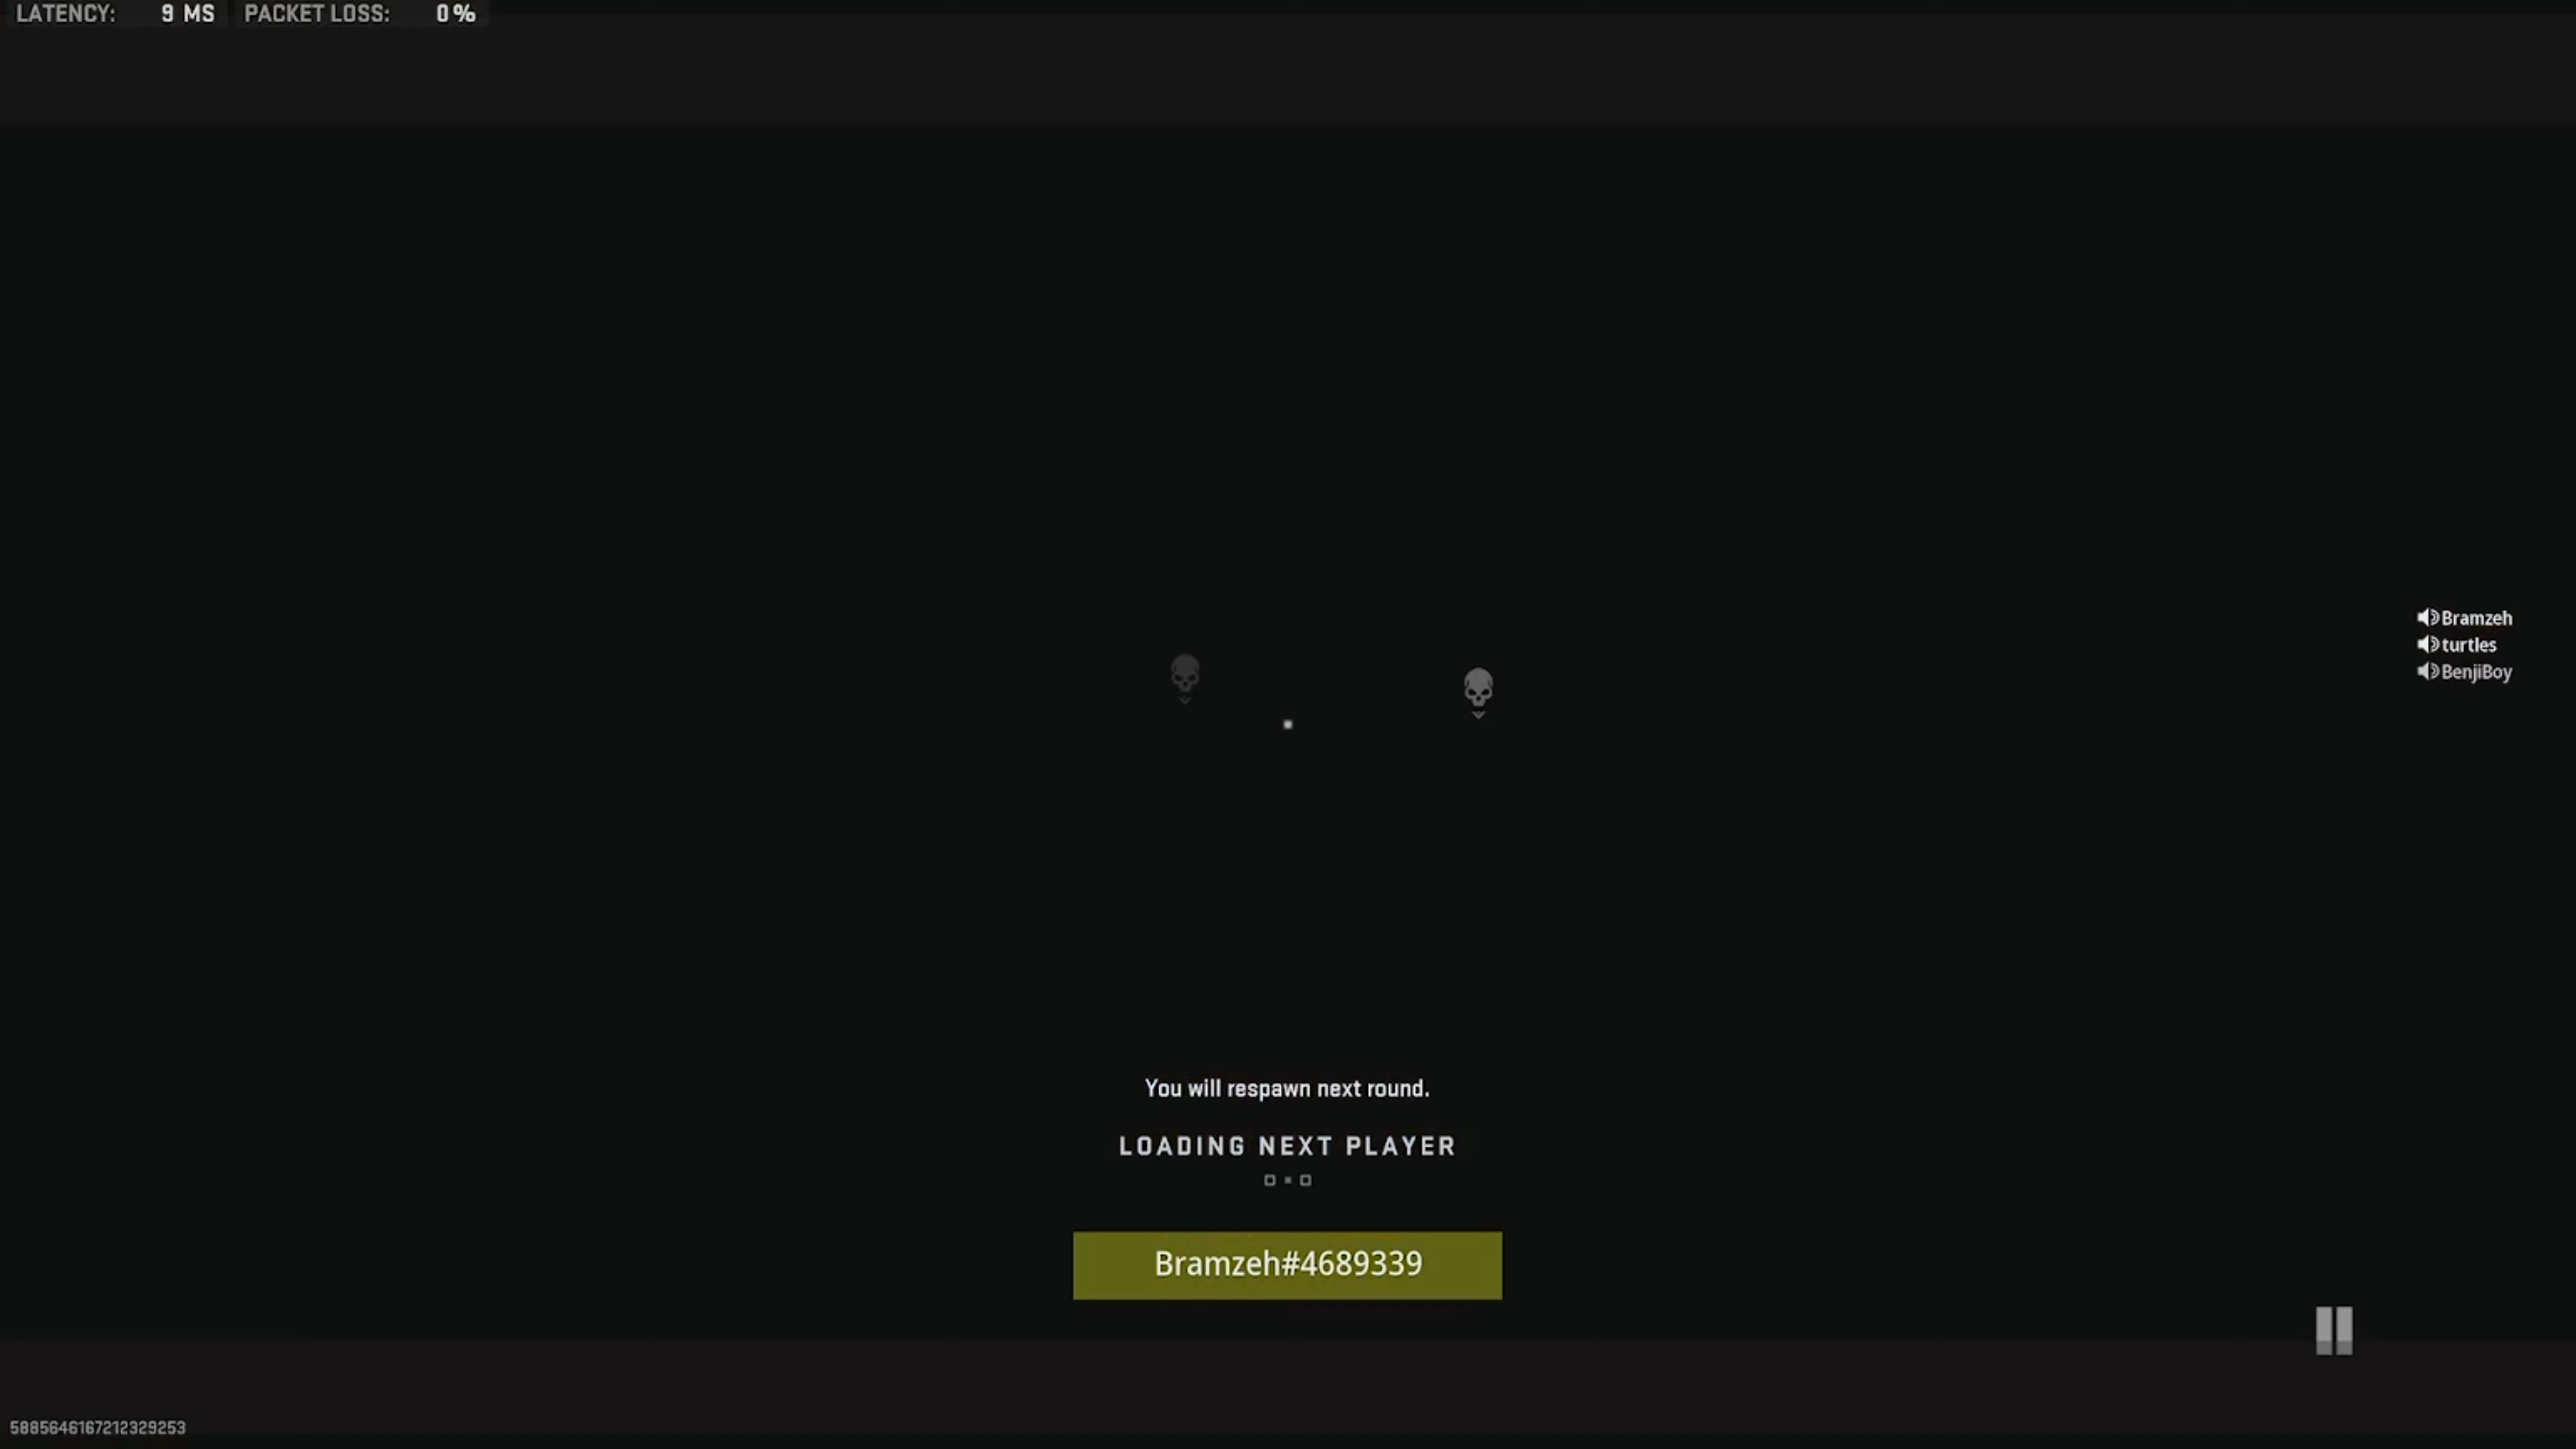 LATENCY: 9 MS PACKET LOSS: 0%
Bramzeh
turtles
BenjiBoy
You will respawn next round.
LOADING NEXT PLAYER
Bramzeh#4689339
5885646167212329253